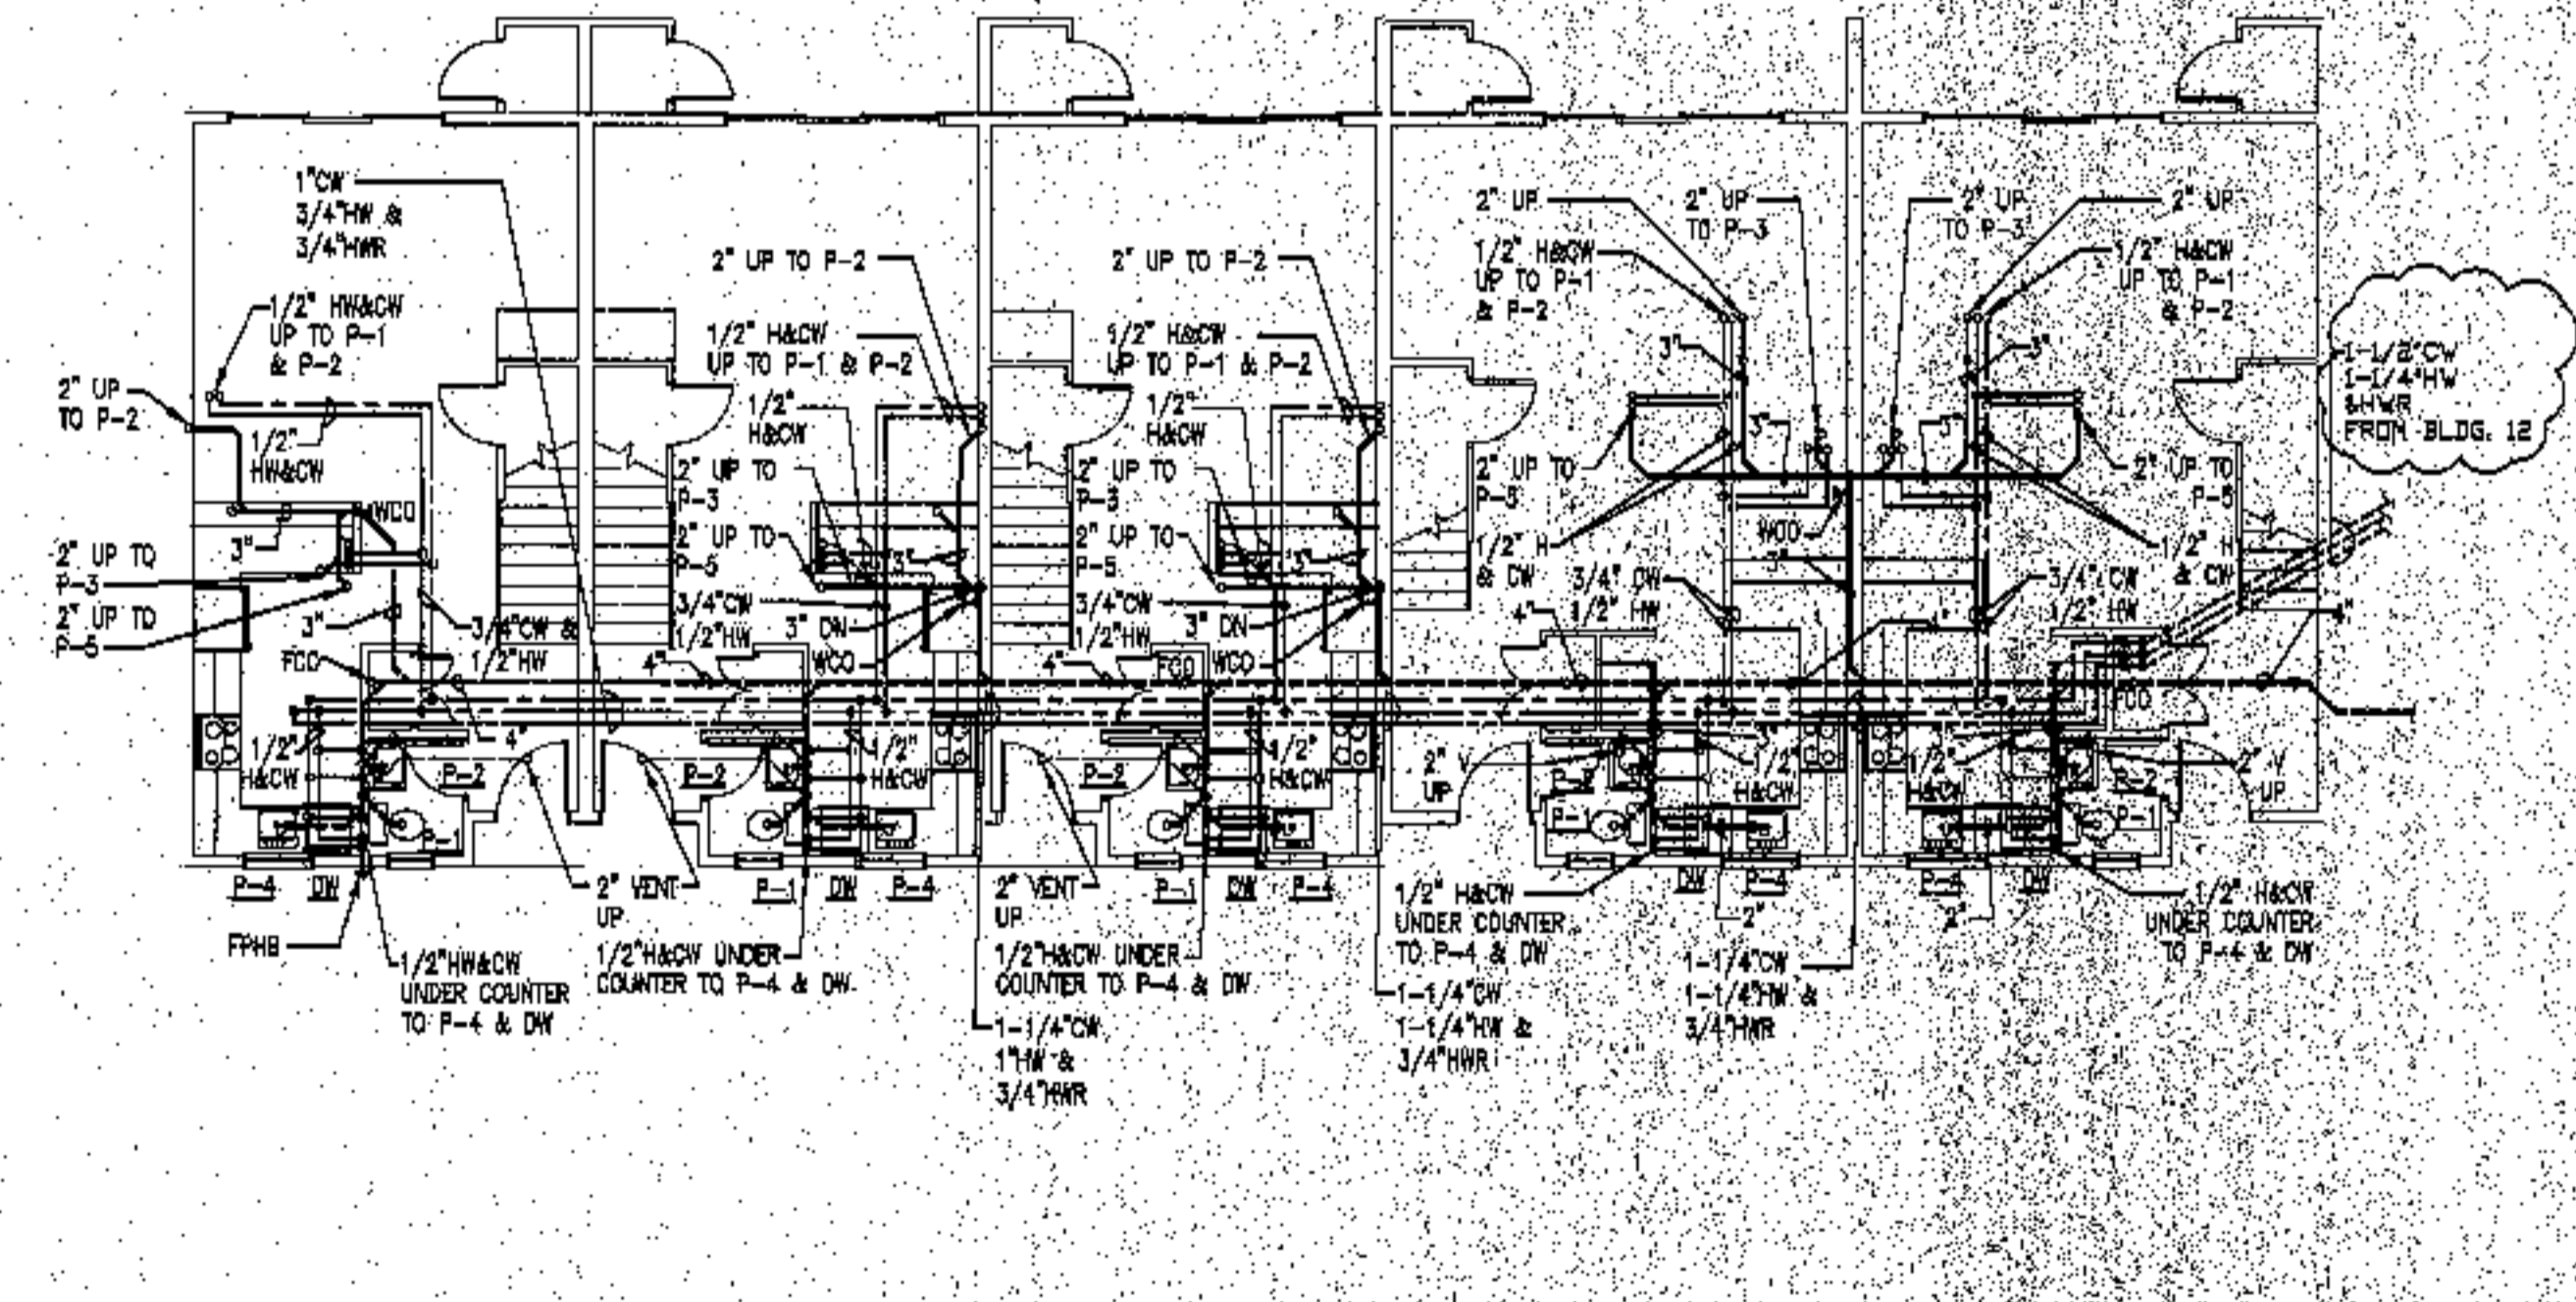 1"CW
3/4"HW &
3/4"HWR
1/2" HW&CW
UP TO P-1
& P-2
2" UP
TO P-2
1/2"
HW&CW
WCO
3"
2" UP TO
P-3
2" UP TO
P-5
3"
3/4"CW &
1/2"HW
FCO
4"
1/2"
H&CW
P-2
P-1
P-4
DW
FPHB
1/2"HW&CW
UNDER COUNTER
TO P-4 & DW
2" UP TO P-2
1/2" H&CW
UP TO P-1 & P-2
1/2"
H&CW
2" UP TO
P-3
2" UP TO
P-5
3"
3/4"CW
1/2"HW
3" DN
WCO
4"
P-2
1/2"
H&CW
2" VENT
UP
P-1
DW
P-4
1/2"H&CW UNDER
COUNTER TO P-4 & DW
2" UP TO P-2
1/2" H&CW
UP TO P-1 & P-2
1/2"
H&CW
2" UP TO
P-3
2" UP TO
P-5
3"
3/4"CW
1/2"HW
3" DN
WCO
4"
FCO
P-2
1/2"
H&CW
2" VENT
UP
P-1
DW
P-4
1/2"H&CW UNDER
COUNTER TO P-4 & DW
1-1/4"CW
1"HW &
3/4"HWR
2" UP
1/2" H&CW
UP TO P-1
& P-2
2" UP
TO P-3
3"
3"
2" UP TO
P-5
1/2" H
& CW
WCO
3"
3/4" CW
1/2" HW
4"
2" V
UP
P-2
P-1
3"
1/2"
H&CW
1/2" H&CW
UNDER COUNTER
TO P-4 & DW
DW
P-4
2"
1-1/4"CW
1-1/4"HW &
3/4"HWR
1-1/4"CW
1-1/4"HW &
3/4"HWR
2" UP
TO P-3
2" UP
1/2" H&CW
UP TO P-1
& P-2
3"
3"
2" UP TO
P-5
1/2" H
& CW
3/4" CW
1/2" HW
4"
4"
FCO
1/2"
H&CW
P-2
P-1
2" V
UP
P-4
DW
2"
1/2" H&CW
UNDER COUNTER
TO P-4 & DW
1-1/2"CW
1-1/4"HW
&HWR
FROM BLDG. 12